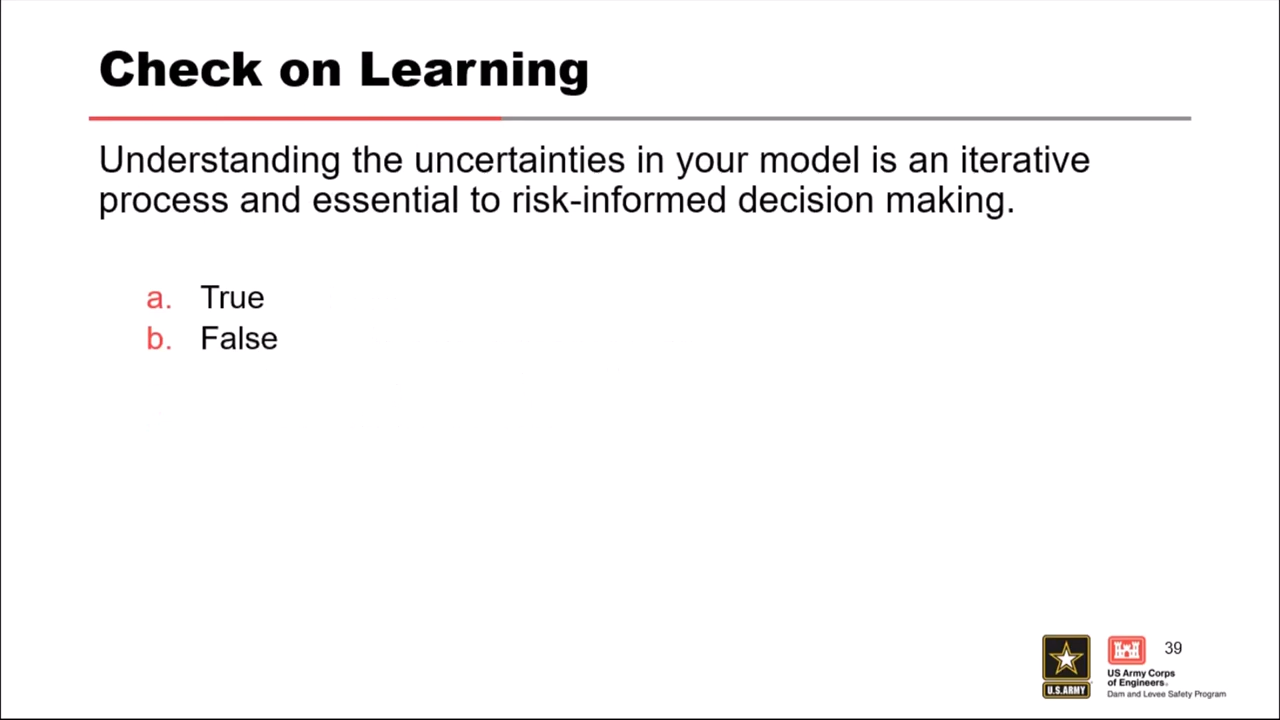 Check on Learning
Understanding the uncertainties in your model is an iterative
process and essential to risk-informed decision making.
a. True
b. False
39
U.S.ARMY
US Army Corps
of Engineers®
Dam and Levee Safety Program